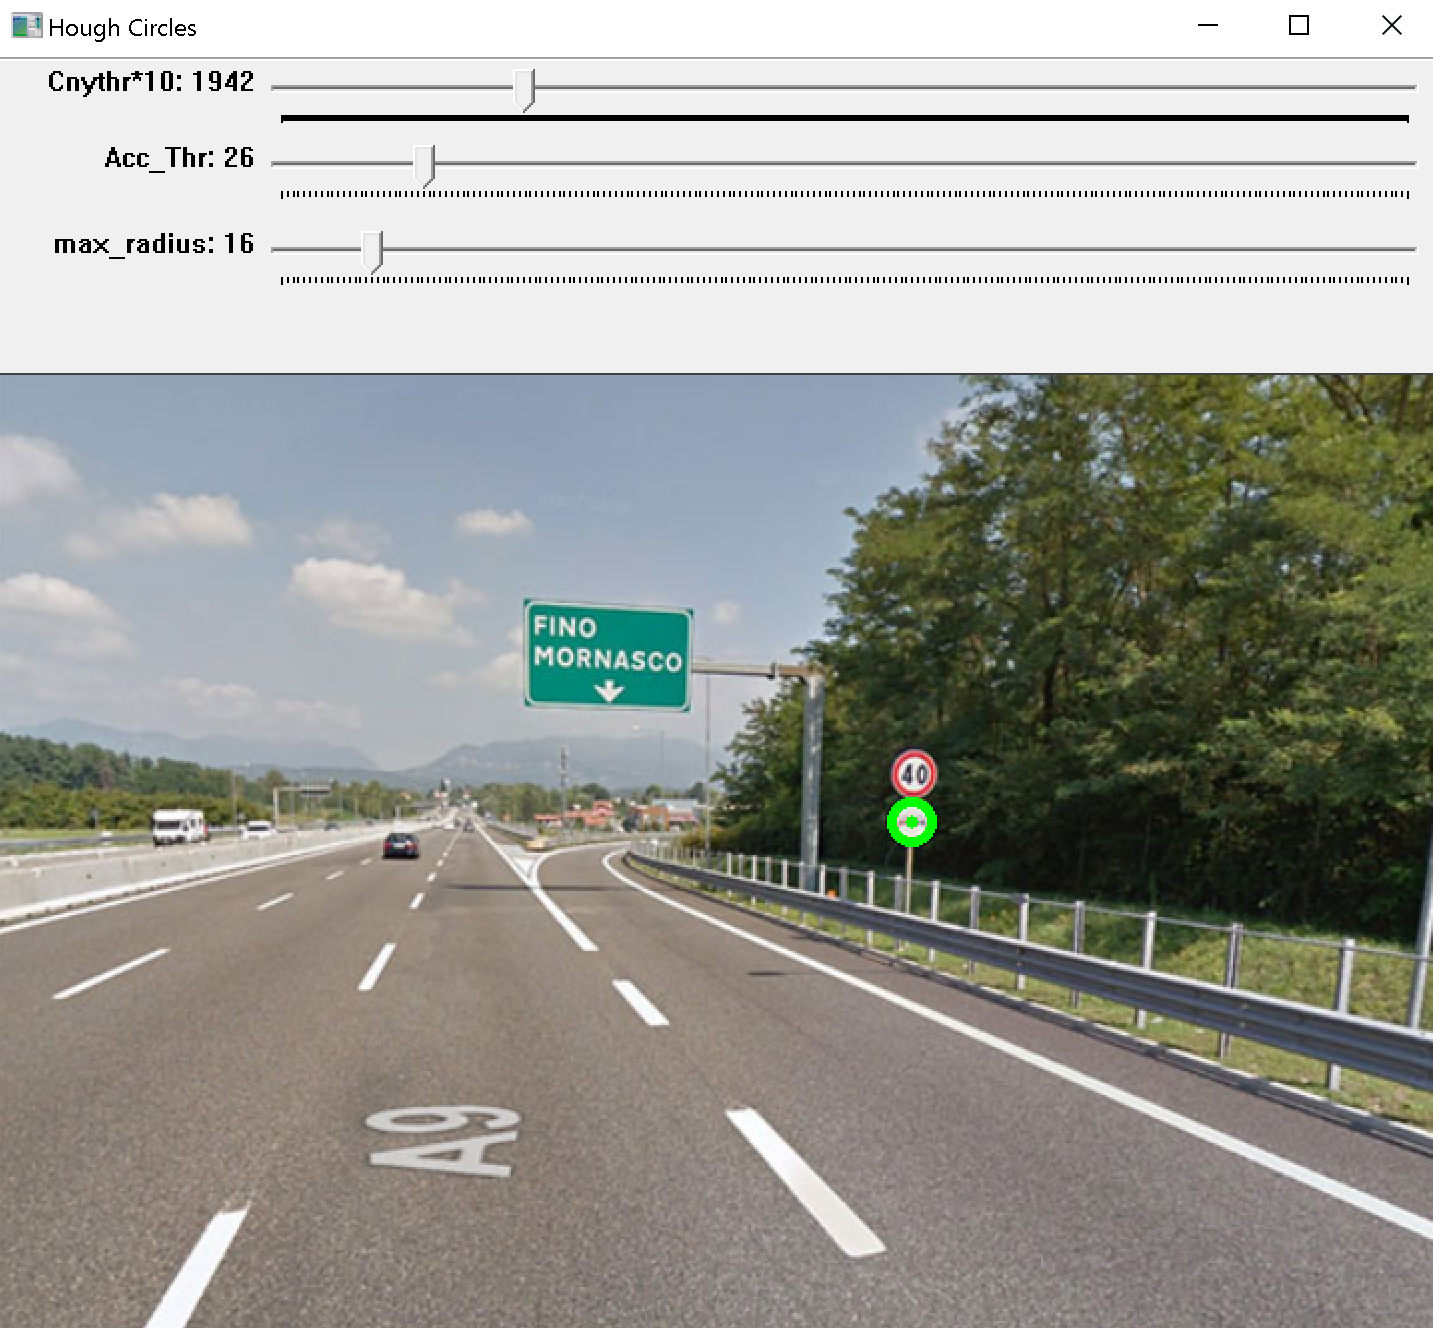 Hough Circles
Cnythr*10: 1942
Acc_Thr: 26
max_radius: 16
FINO
MORNASCO
40
A9